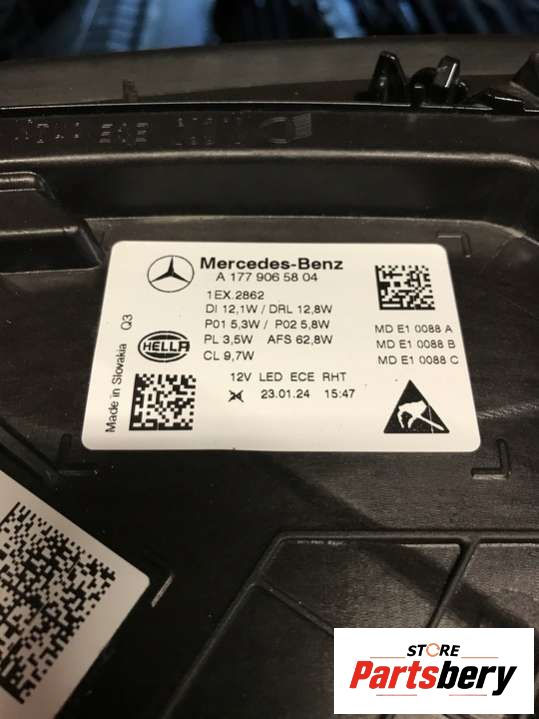 Mercedes-Benz
A 177 906 58 04
1EX.2862
DI 12,1W / DRL 12,8W
P01 5,3W / P02 5,8W
PL 3,5W AFS 62,8W
CL 9,7W
12V LED ECE RHT
23.01.24 15:47
HELLA
Made in Slovakia Q3
MD E1 0088 A
MD E1 0088 B
MD E1 0088 C
STORE
Partsbery